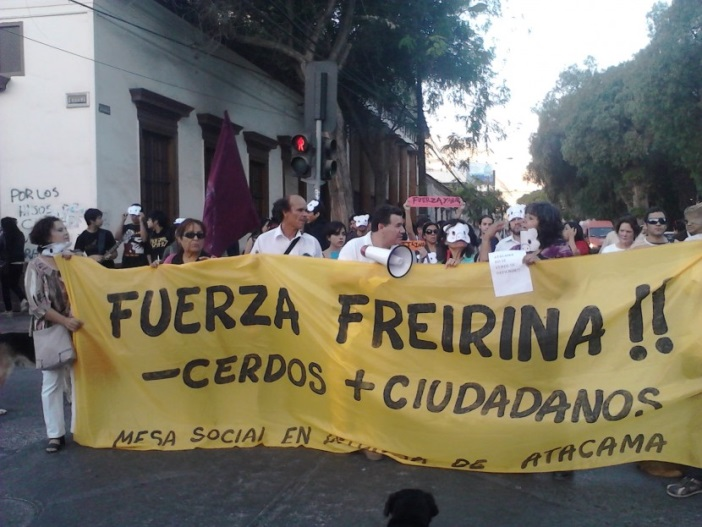 POR LOS
FUERZA
FUERZA FREIRINA!!
— CERDOS + CIUDADANOS
MESA SOCIAL EN DE ATACAMA